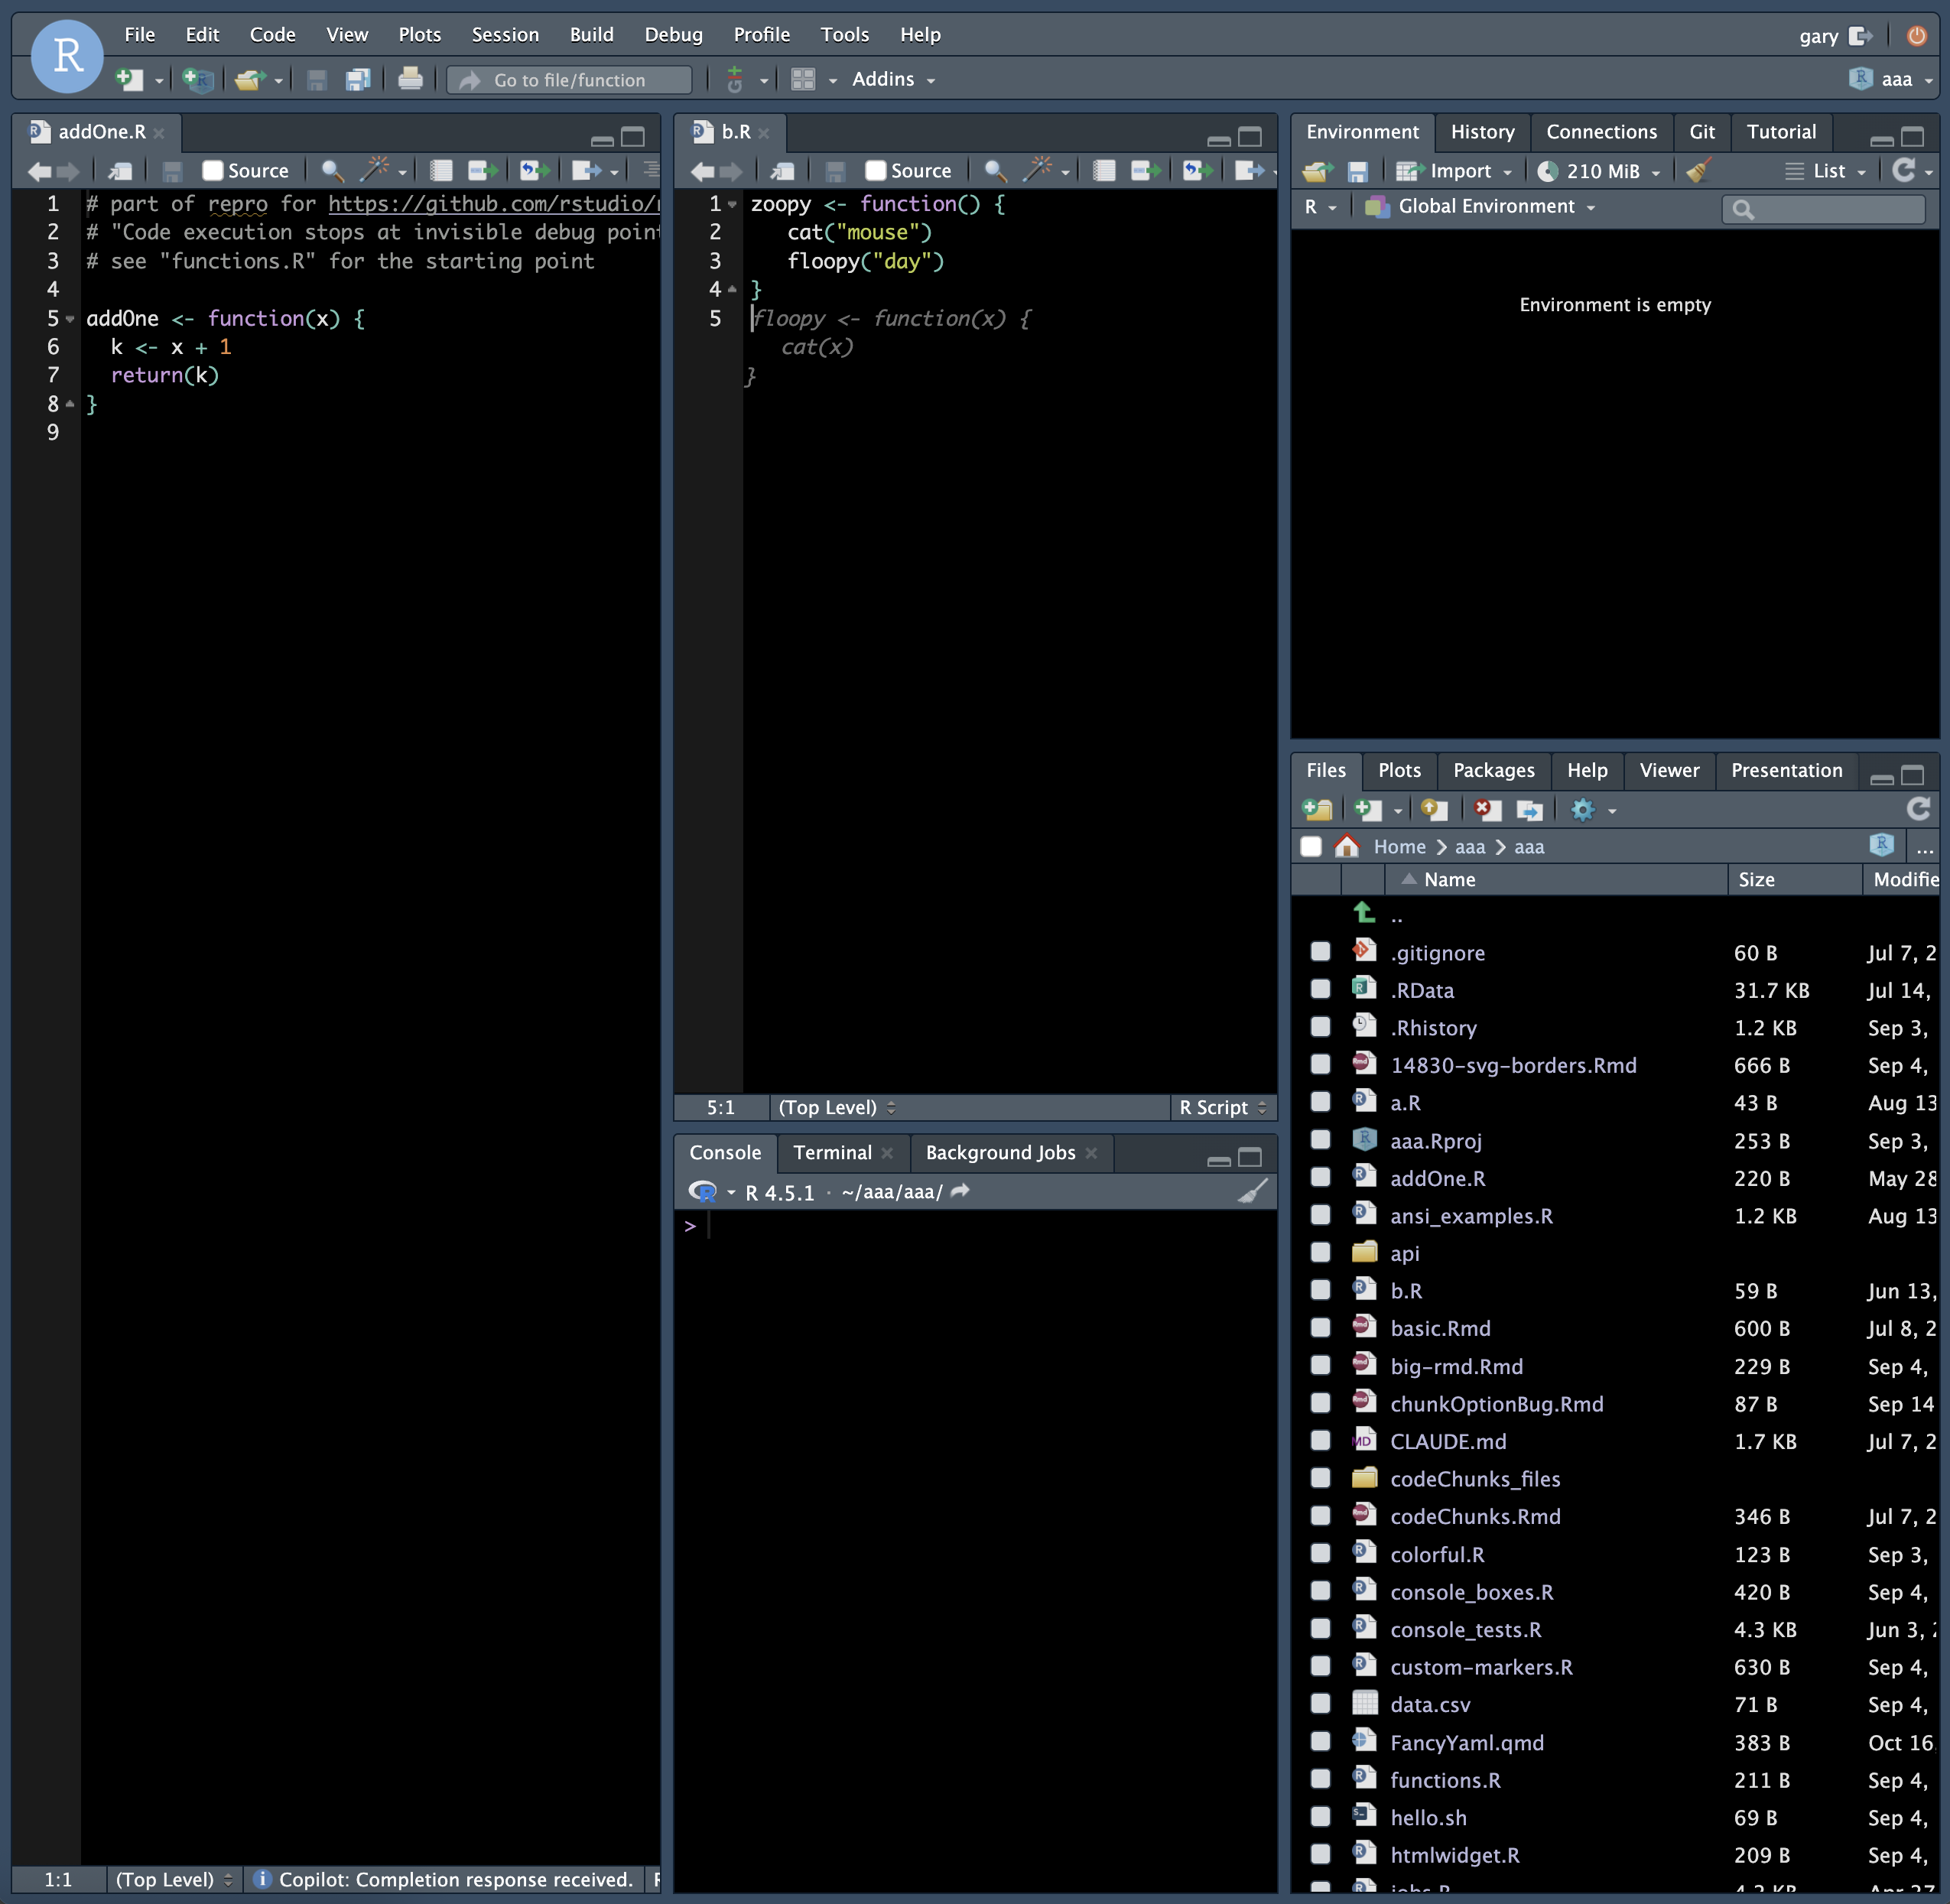 R
File Edit Code View Plots Session Build Debug Profile Tools Help
gary
Go to file/function
Addins
aaa
addOne.R
Source
1 # part of repro for https://github.com/rstudio/
2 # "Code execution stops at invisible debug point
3 # see "functions.R" for the starting point
4
5 addOne <- function(x) {
6 k <- x + 1
7 return(k)
8 }
9
1:1 (Top Level) Copilot: Completion response received.
b.R
Source
1 zoopy <- function() {
2 cat("mouse")
3 floopy("day")
4 }
5 floopy <- function(x) {
cat(x)
}
5:1 (Top Level) R Script
Console Terminal Background Jobs
R 4.5.1 · ~/aaa/aaa/
>
Environment History Connections Git Tutorial
Import 210 MiB List
R Global Environment
Environment is empty
Files Plots Packages Help Viewer Presentation
Home aaa aaa ...
Name Size Modifie
..
.gitignore 60 B Jul 7, 2
.RData 31.7 KB Jul 14,
.Rhistory 1.2 KB Sep 3,
14830-svg-borders.Rmd 666 B Sep 4,
a.R 43 B Aug 13
aaa.Rproj 253 B Sep 3,
addOne.R 220 B May 28
ansi_examples.R 1.2 KB Aug 13
api
b.R 59 B Jun 13,
basic.Rmd 600 B Jul 8, 2
big-rmd.Rmd 229 B Sep 4,
chunkOptionBug.Rmd 87 B Sep 14
CLAUDE.md 1.7 KB Jul 7, 2
codeChunks_files
codeChunks.Rmd 346 B Jul 7, 2
colorful.R 123 B Sep 3,
console_boxes.R 420 B Sep 4,
console_tests.R 4.3 KB Jun 3,
custom-markers.R 630 B Sep 4,
data.csv 71 B Sep 4,
FancyYaml.qmd 383 B Oct 16
functions.R 211 B Sep 4,
hello.sh 69 B Sep 4,
htmlwidget.R 209 B Sep 4,